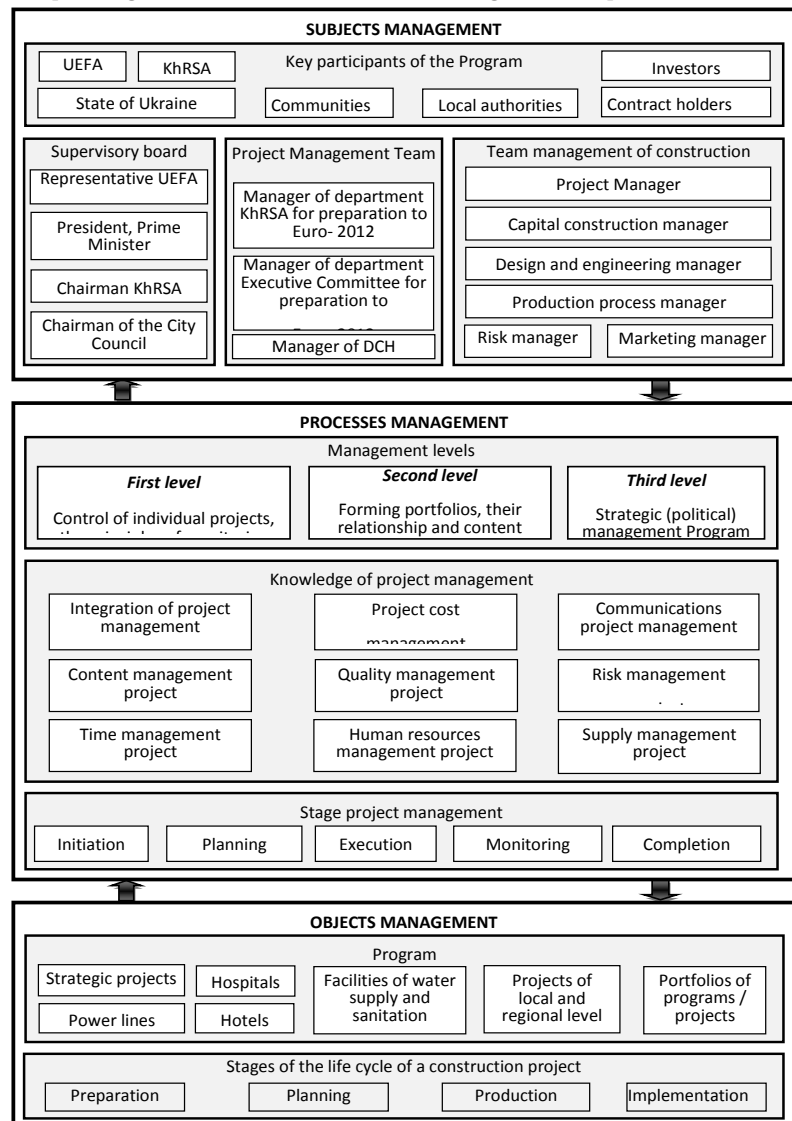 SUBJECTS MANAGEMENT
Key participants of the Program
UEFA
KhRSA
Investors
State of Ukraine
Communities
Local authorities
Contract holders
Supervisory board
Representative UEFA
President, Prime
Minister
Chairman KhRSA
Chairman of the City
Council
Project Management Team
Manager of department
KhRSA for preparation to
Euro- 2012
Manager of department
Executive Committee for
preparation to
Manager of DCH
Team management of construction
Project Manager
Capital construction manager
Design and engineering manager
Production process manager
Risk manager
Marketing manager
PROCESSES MANAGEMENT
Management levels
First level
Control of individual projects,
Second level
Forming portfolios, their
relationship and content
Third level
Strategic (political)
management Program
Knowledge of project management
Integration of project
management
Project cost
management
Communications
project management
Content management
project
Quality management
project
Risk management
Time management
project
Human resources
management project
Supply management
project
Stage project management
Initiation
Planning
Execution
Monitoring
Completion
OBJECTS MANAGEMENT
Program
Strategic projects
Hospitals
Power lines
Hotels
Facilities of water
supply and
sanitation
Projects of
local and
regional level
Portfolios of
programs /
projects
Stages of the life cycle of a construction project
Preparation
Planning
Production
Implementation